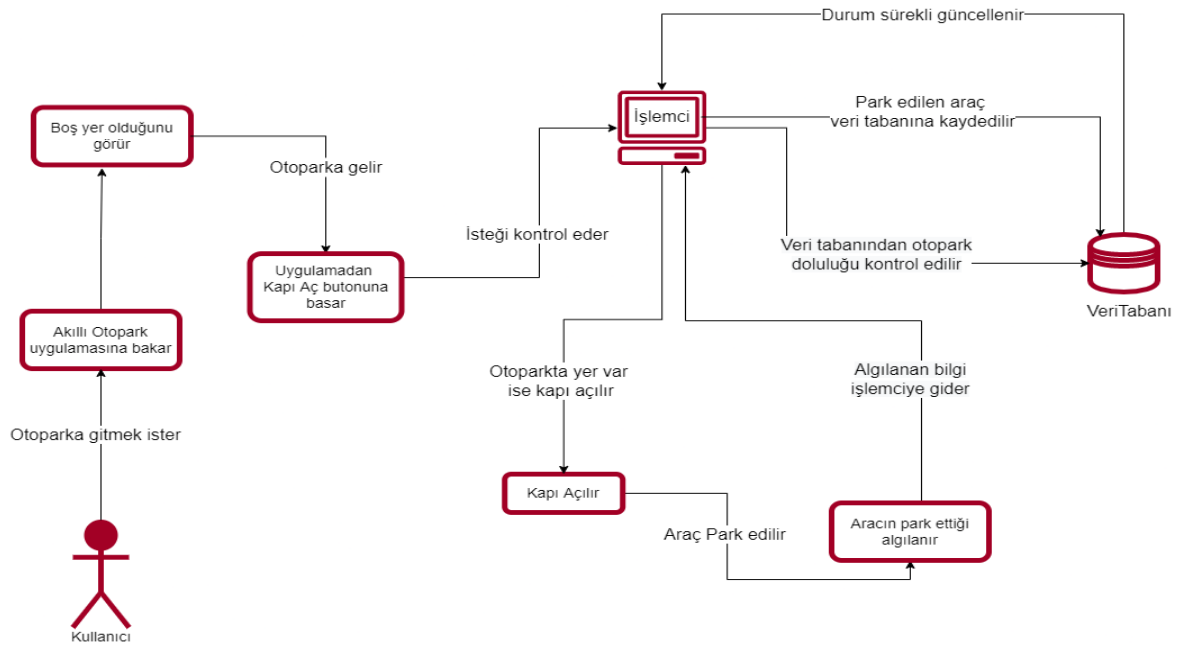 Durum sürekli güncellenir
İşlemci
Park edilen araç
veri tabanına kaydedilir
Boş yer olduğunu
görür
Otoparka gelir
İsteği kontrol eder
Veri tabanından otopark
doluluğu kontrol edilir
Uygulamadan
Kapı Aç butonuna
basar
VeriTabanı
Akıllı Otopark
uygulamasına bakar
Otoparkta yer var
ise kapı açılır
Algılanan bilgi
işlemciye gider
Otoparka gitmek ister
Kapı Açılır
Araç Park edilir
Aracın park ettiği
algılanır
Kullanıcı